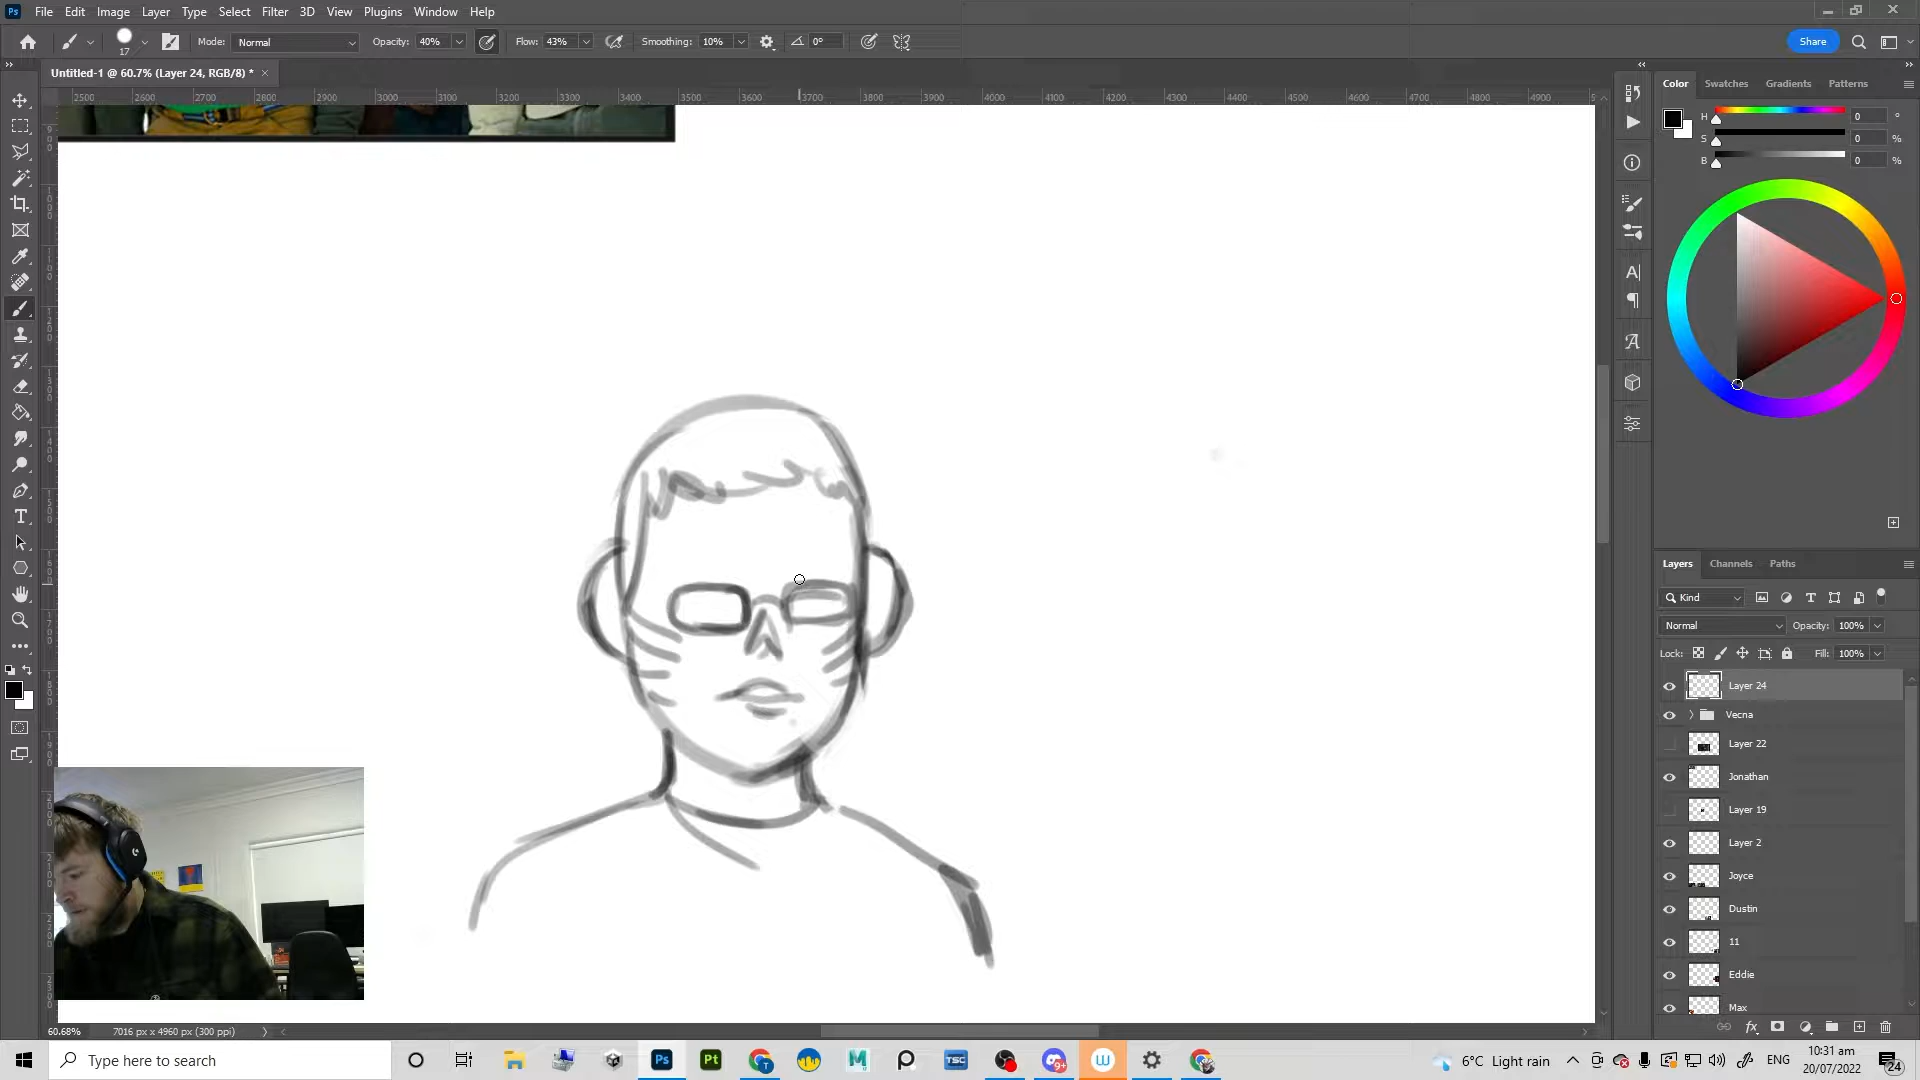 Ps File Edit Image Layer Type Select Filter 3D View Plugins Window Help
17 Mode: Normal Opacity: 40% Flow: 43% Smoothing: 10% 0° Share
Untitled-1 @ 60.7% (Layer 24, RGB/8) * ×
2500 2600 2700 2800 2900 3000 3100 3200 3300 3400 3500 3600 3700 3800 3900 4000 4100 4200 4300 4400 4500 4600 4700 4800 4900
Color Swatches Gradients Patterns
H 0 °
S 0 %
B 0 %
Layers Channels Paths
Kind
Normal Opacity: 100%
Lock: Fill: 100%
Layer 24
Vecna
Layer 22
Jonathan
Layer 19
Layer 2
Joyce
Dustin
11
Eddie
Max
60.68% 7016 px x 4960 px (300 ppi)
Type here to search
Ps Pt T M TSC 9+ W
6°C Light rain ENG 10:31 am
20/07/2022 24